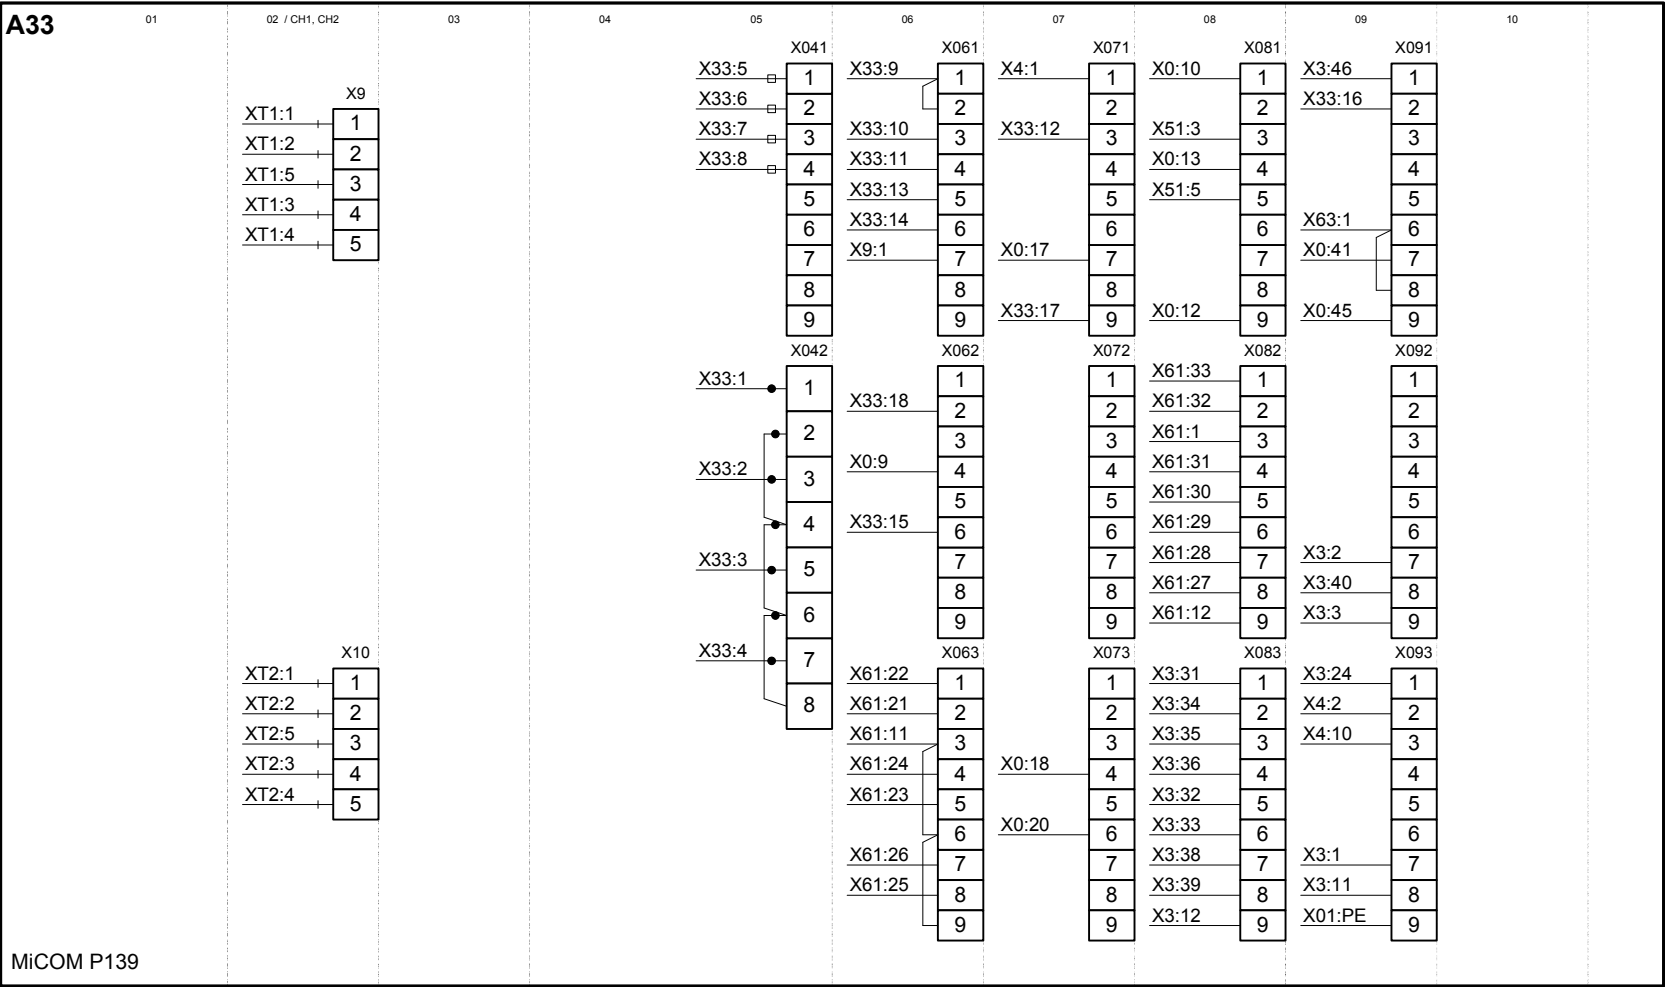 A33
01 02 / CH1, CH2 03 04 05 06 07 08 09 10
X9
XT1:1 1
XT1:2 2
XT1:5 3
XT1:3 4
XT1:4 5
X10
XT2:1 1
XT2:2 2
XT2:5 3
XT2:3 4
XT2:4 5
X041
X33:5 1
X33:6 2
X33:7 3
X33:8 4
5
6
7
8
9
X042
X33:1 1
2
X33:2 3
4
X33:3 5
6
X33:4 7
8
X061
X33:9 1
2
X33:10 3
X33:11 4
X33:13 5
X33:14 6
X9:1 7
8
9
X062
1
X33:18 2
3
X0:9 4
5
X33:15 6
7
8
9
X063
X61:22 1
X61:21 2
X61:11 3
X61:24 4
X61:23 5
6
X61:26 7
X61:25 8
9
X071
X4:1 1
2
X33:12 3
4
5
6
X0:17 7
8
X33:17 9
X072
1
2
3
4
5
6
7
8
9
X073
1
2
3
X0:18 4
5
X0:20 6
7
8
9
X081
X0:10 1
2
X51:3 3
X0:13 4
X51:5 5
6
7
8
X0:12 9
X082
X61:33 1
X61:32 2
X61:1 3
X61:31 4
X61:30 5
X61:29 6
X61:28 7
X61:27 8
X61:12 9
X083
X3:31 1
X3:34 2
X3:35 3
X3:36 4
X3:32 5
X3:33 6
X3:38 7
X3:39 8
X3:12 9
X091
X3:46 1
X33:16 2
3
4
5
X63:1 6
X0:41 7
8
X0:45 9
X092
1
2
3
4
5
6
X3:2 7
X3:40 8
X3:3 9
X093
X3:24 1
X4:2 2
X4:10 3
4
5
6
X3:1 7
X3:11 8
X01:PE 9
MiCOM P139